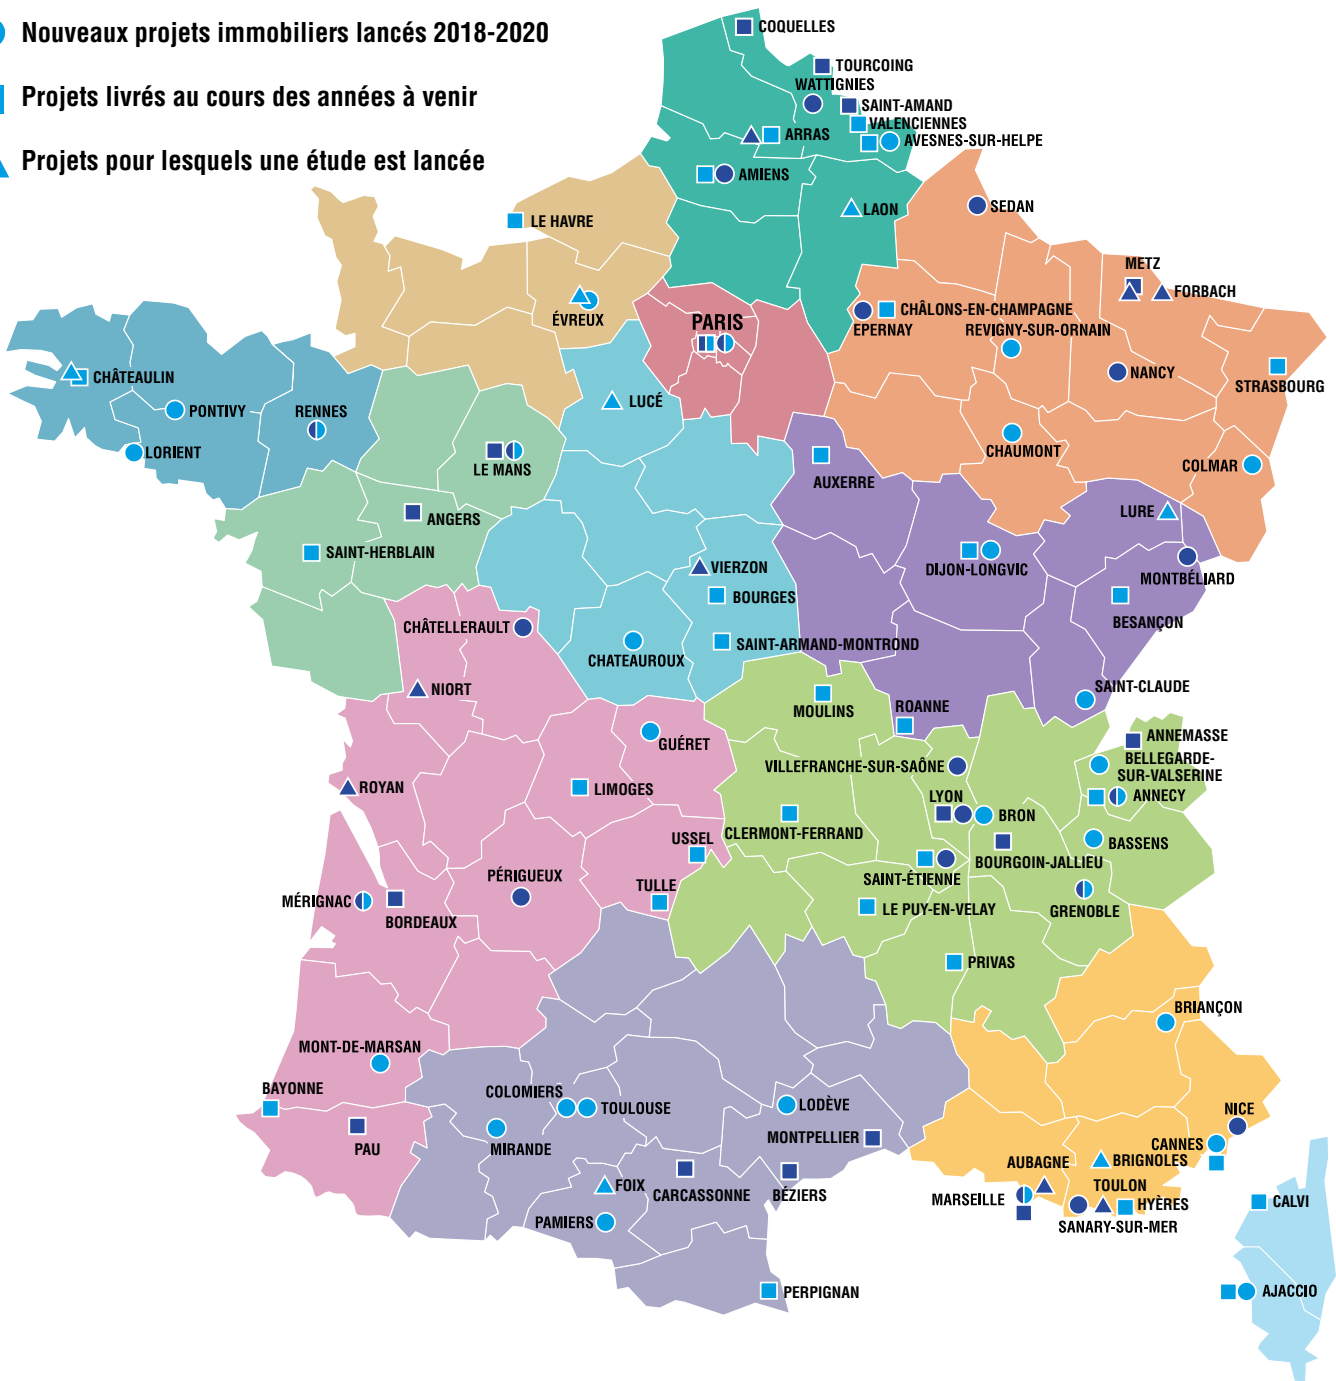 Nouveaux projets immobiliers lancés 2018-2020
Projets livrés au cours des années à venir
Projets pour lesquels une étude est lancée
COQUELLES
TOURCOING
WATTIGNIES
SAINT-AMAND
VALENCIENNES
ARRAS
AVESNES-SUR-HELPE
AMIENS
LAON
SEDAN
LE HAVRE
METZ
FORBACH
ÉVREUX
PARIS
CHÂLONS-EN-CHAMPAGNE
EPERNAY
REVIGNY-SUR-ORNAIN
NANCY
STRASBOURG
CHÂTEAULIN
PONTIVY
RENNES
LORIENT
LUCÉ
LE MANS
CHAUMONT
COLMAR
AUXERRE
ANGERS
LURE
SAINT-HERBLAIN
VIERZON
DIJON-LONGVIC
MONTBÉLIARD
BOURGES
BESANÇON
CHÂTELLERAULT
SAINT-ARMAND-MONTROND
CHATEAUROUX
NIORT
SAINT-CLAUDE
MOULINS
ROANNE
GUÉRET
ANNEMASSE
VILLEFRANCHE-SUR-SAÔNE
BELLEGARDE-
SUR-VALSERINE
ROYAN
LIMOGES
LYON
ANNECY
BRON
CLERMONT-FERRAND
USSEL
BASSENS
BOURGOIN-JALLIEU
SAINT-ÉTIENNE
PÉRIGUEUX
TULLE
MÉRIGNAC
BORDEAUX
LE PUY-EN-VELAY
GRENOBLE
PRIVAS
BRIANÇON
MONT-DE-MARSAN
BAYONNE
COLOMIERS
TOULOUSE
LODÈVE
NICE
PAU
MIRANDE
MONTPELLIER
CANNES
AUBAGNE
BRIGNOLES
FOIX
CARCASSONNE
BÉZIERS
TOULON
MARSEILLE
HYÈRES
CALVI
PAMIERS
SANARY-SUR-MER
PERPIGNAN
AJACCIO